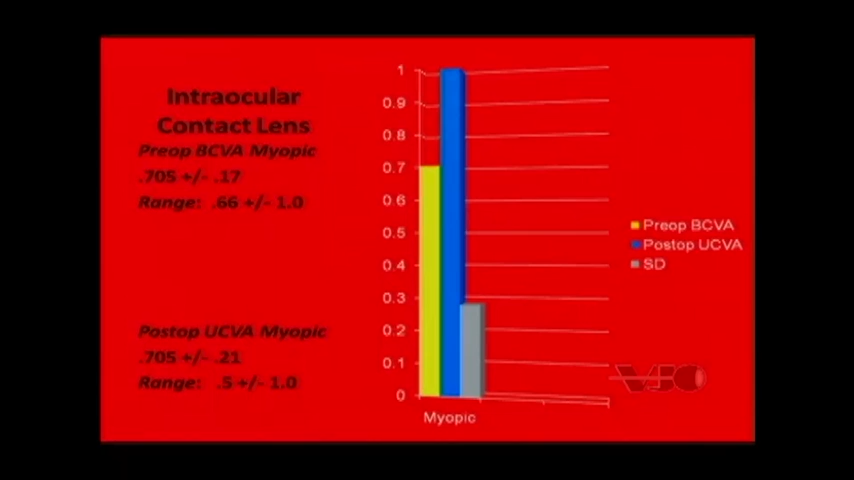 Intraocular
Contact Lens
Preop BCVA Myopic
.705 +/- .17
Range: .66 +/- 1.0
Postop UCVA Myopic
.705 +/- .21
Range: .5 +/- 1.0
1
0.9
0.8
0.7
0.6
0.5
0.4
0.3
0.2
0.1
0
Myopic
Preop BCVA
Postop UCVA
SD
VJO